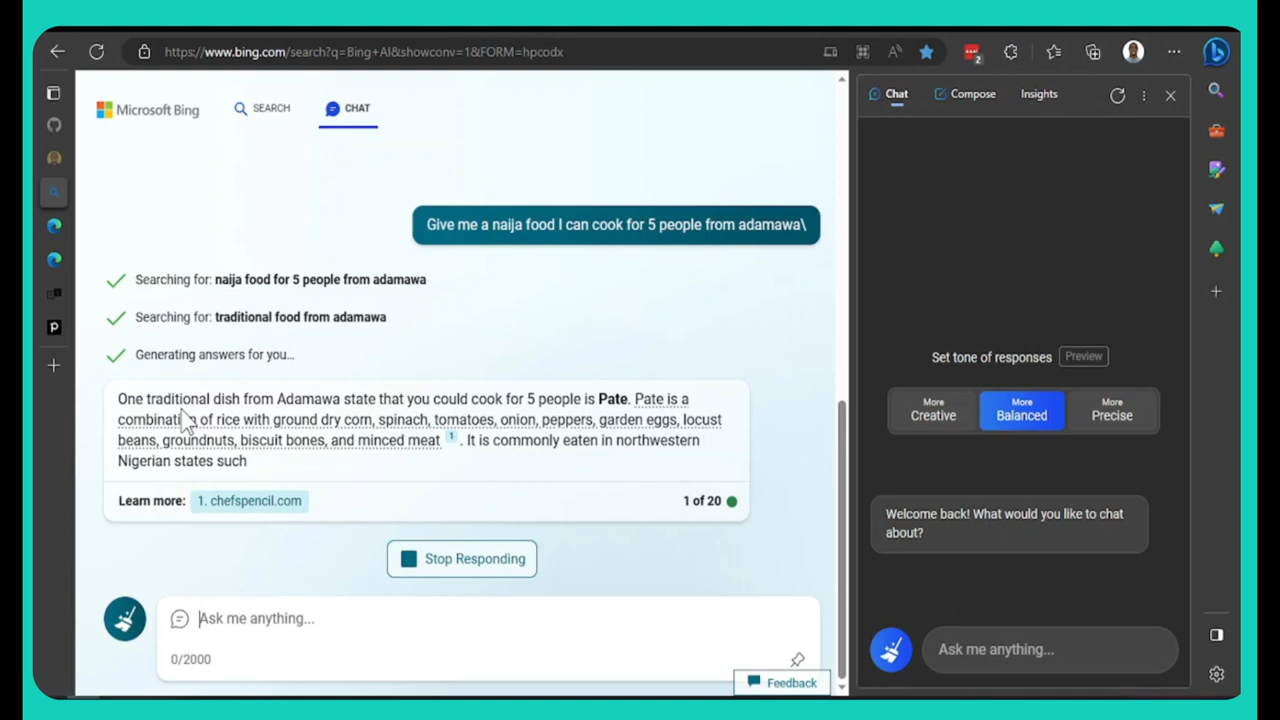 https://www.bing.com/search?q=Bing+AI&showconv=1&FORM=hpcodx
2
Microsoft Bing
SEARCH
CHAT
Give me a naija food I can cook for 5 people from adamawa\
Searching for: naija food for 5 people from adamawa
Searching for: traditional food from adamawa
Generating answers for you...
One traditional dish from Adamawa state that you could cook for 5 people is Pate. Pate is a
combination of rice with ground dry corn, spinach, tomatoes, onion, peppers, garden eggs, locust
beans, groundnuts, biscuit bones, and minced meat 1 . It is commonly eaten in northwestern
Nigerian states such
Learn more: 1. chefspencil.com
1 of 20
Stop Responding
Ask me anything...
0/2000
Feedback
Chat
Compose
Insights
Set tone of responses
Preview
More
Creative
More
Balanced
More
Precise
Welcome back! What would you like to chat
about?
Ask me anything...